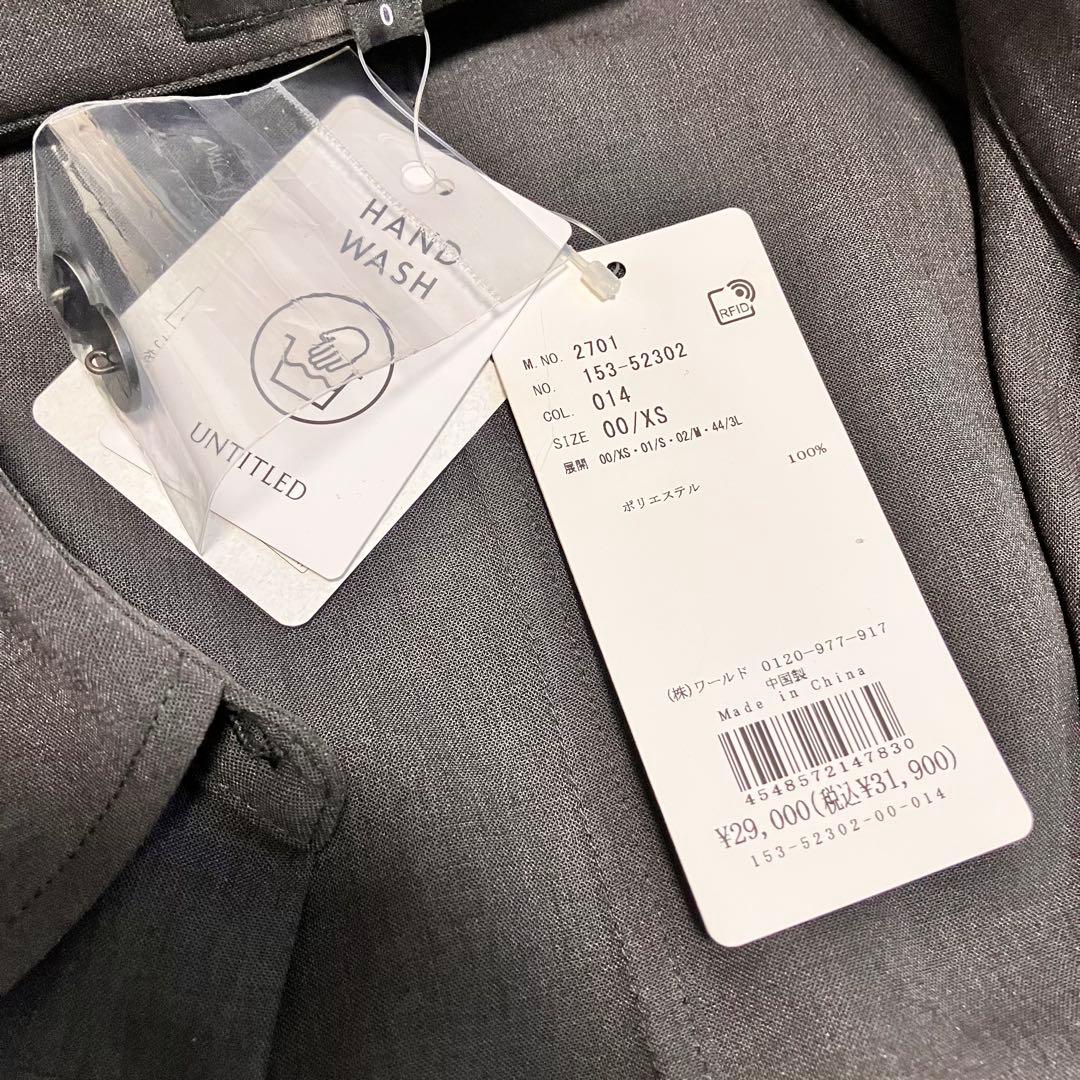 0
HAND
WASH
UNTITLED
RFID
M.NO. 2701
NO. 153-52302
COL. 014
SIZE 00/XS
展開 00/XS・01/S・02/M・44/3L
100%
ポリエステル
(株)ワールド 0120-977-917
中国製
Made in China
4548572147830
¥29,000(税込¥31,900)
153-52302-00-014